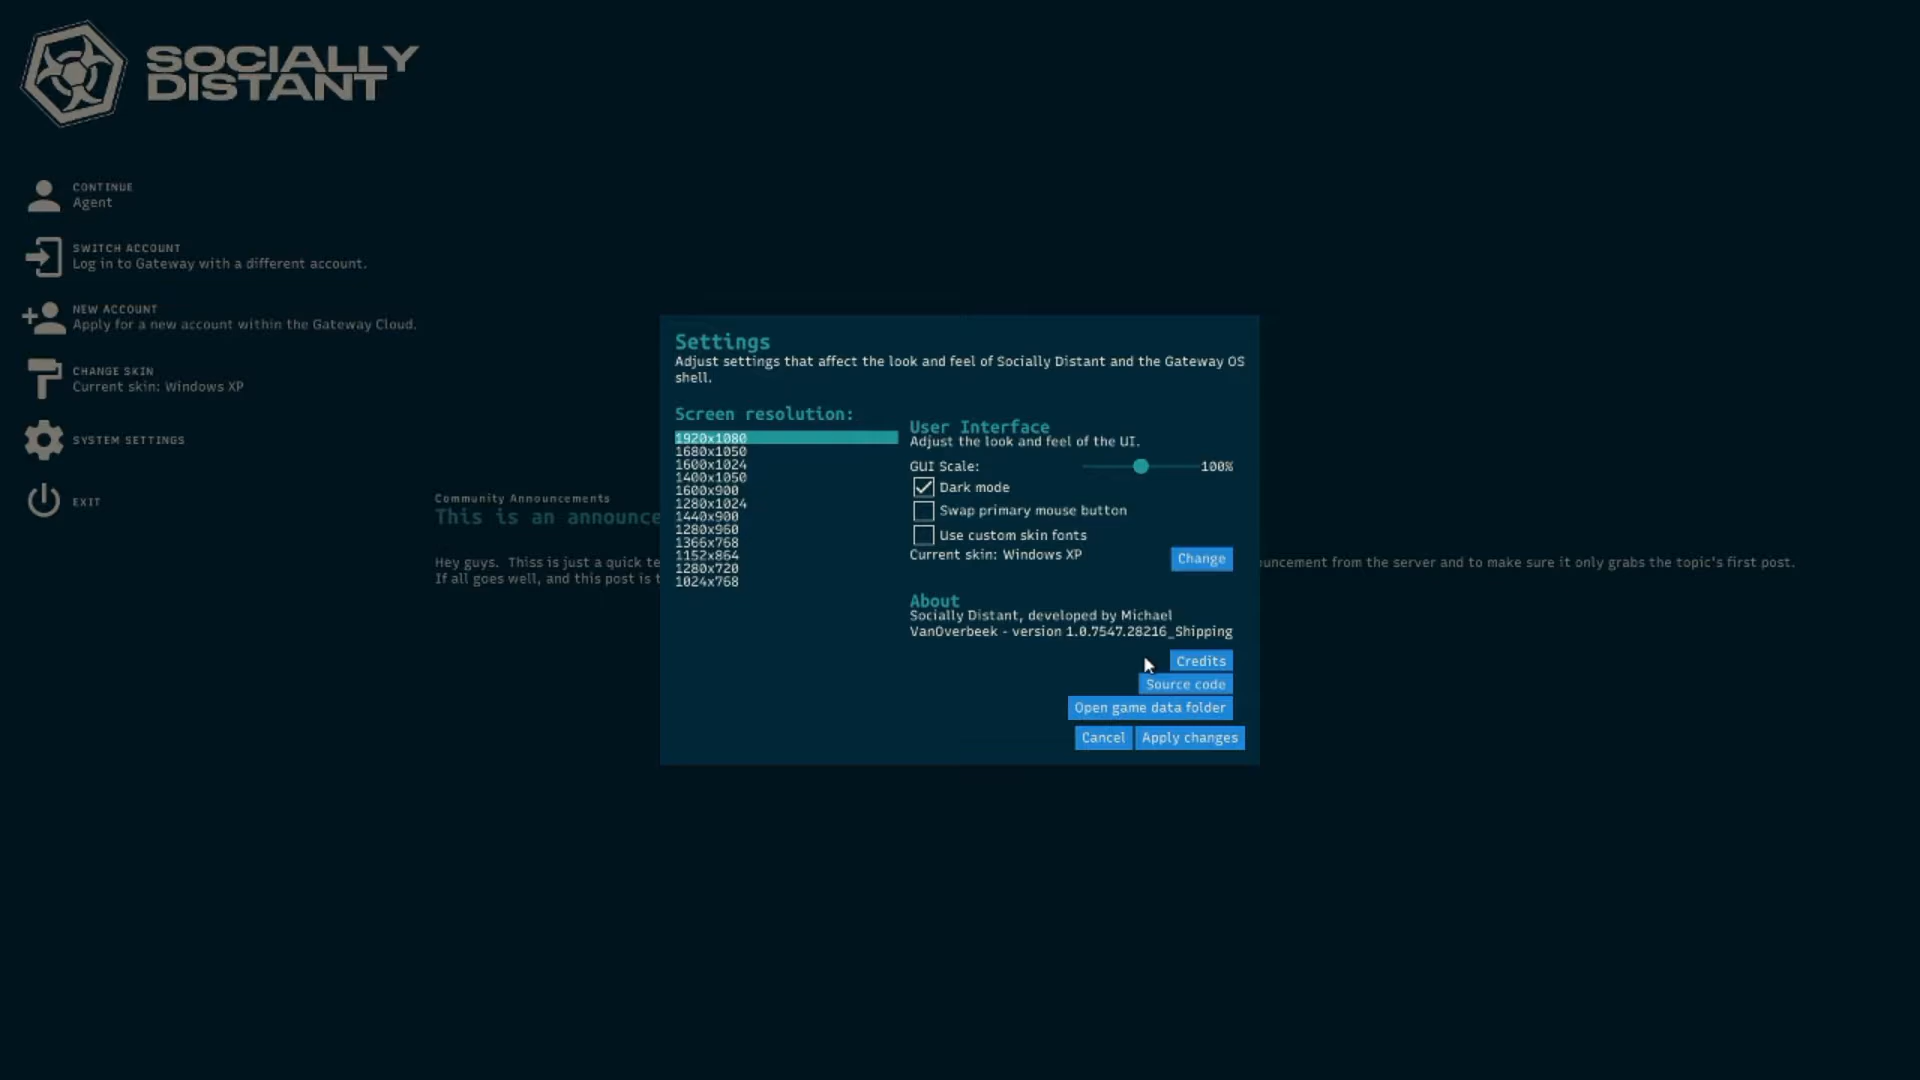 SOCIALLY
DISTANT
CONTINUE
Agent
SWITCH ACCOUNT
Log in to Gateway with a different account.
NEW ACCOUNT
Apply for a new account within the Gateway Cloud.
CHANGE SKIN
Current skin: Windows XP
SYSTEM SETTINGS
EXIT
Community Announcements
This is an announce
Hey guys.  Thiss is just a quick te
uncement from the server and to make sure it only grabs the topic's first post.
If all goes well, and this post is t
Settings
Adjust settings that affect the look and feel of Socially Distant and the Gateway OS
shell.
Screen resolution:
1920x1080
1680x1050
1600x1024
1400x1050
1600x900
1280x1024
1440x900
1280x960
1366x768
1152x864
1280x720
1024x768
User Interface
Adjust the look and feel of the UI.
GUI Scale: 100%
Dark mode
Swap primary mouse button
Use custom skin fonts
Current skin: Windows XP
Change
About
Socially Distant, developed by Michael
VanOverbeek - version 1.0.7547.28216_Shipping
Credits
Source code
Open game data folder
Cancel
Apply changes